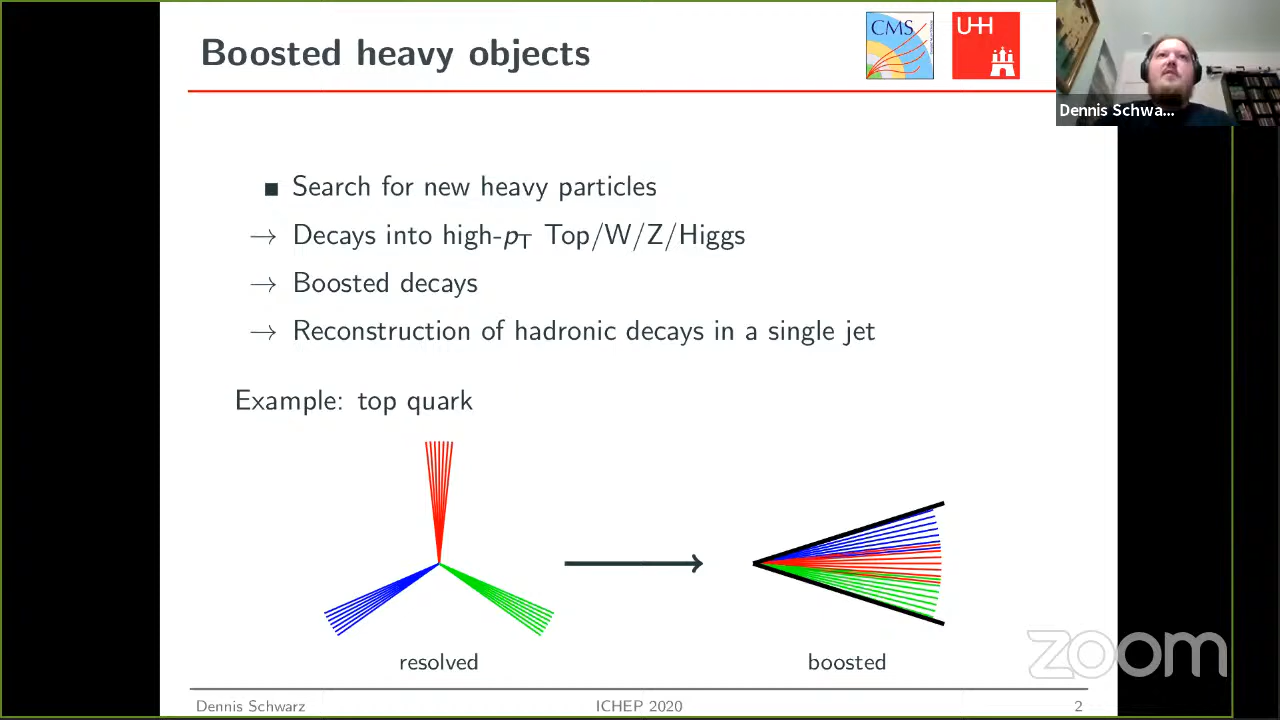 Boosted heavy objects
CMS
UHH
Dennis Schwa...
Search for new heavy particles
→ Decays into high-pT Top/W/Z/Higgs
→ Boosted decays
→ Reconstruction of hadronic decays in a single jet
Example: top quark
resolved
boosted
zoom
Dennis Schwarz
ICHEP 2020
2